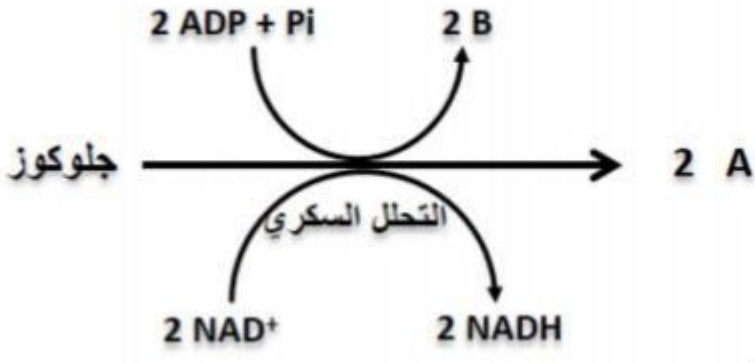 2 ADP + Pi
2 B
جلوكوز
2 A
التحلل السكري
2 NAD⁺
2 NADH